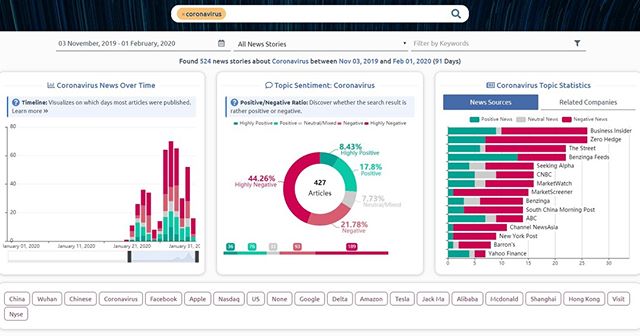 coronavirus
03 November, 2019 - 01 February, 2020
All News Stories
Filter by Keywords
Found 524 news stories about Coronavirus between Nov 03, 2019 and Feb 01, 2020 (91 Days)
Coronavirus News Over Time
Timeline: Visualizes on which days most articles were published.
Learn more »
80
60
40
20
0
January 01, 2020
January 11, 2020
January 21, 2020
January 31, 20
Topic Sentiment: Coronavirus
Positive/Negative Ratio: Discover whether the search result is
rather positive or negative.
Highly Positive Positive Neutral/Mixed Negative Highly Negative
8.43%
Highly Positive
17.8%
Positive
7.73%
Neutral/Mixed
21.78%
Negative
44.26%
Highly Negative
427
Articles
36 76 33 93 189
Coronavirus Topic Statistics
News Sources Related Companies
Positive News Neutral News Negative News
Business Insider
Zero Hedge
The Street
Benzinga Feeds
Seeking Alpha
CNBC
MarketWatch
MarketScreener
Benzinga
South China Morning Post
ABC
Channel NewsAsia
New York Post
Barron's
Yahoo Finance
0 10 20 30 34
China Wuhan Chinese Coronavirus Facebook Apple Nasdaq US None Google Delta Amazon Tesla Jack Ma Alibaba Mcdonald Shanghai Hong Kong Visit
Nyse